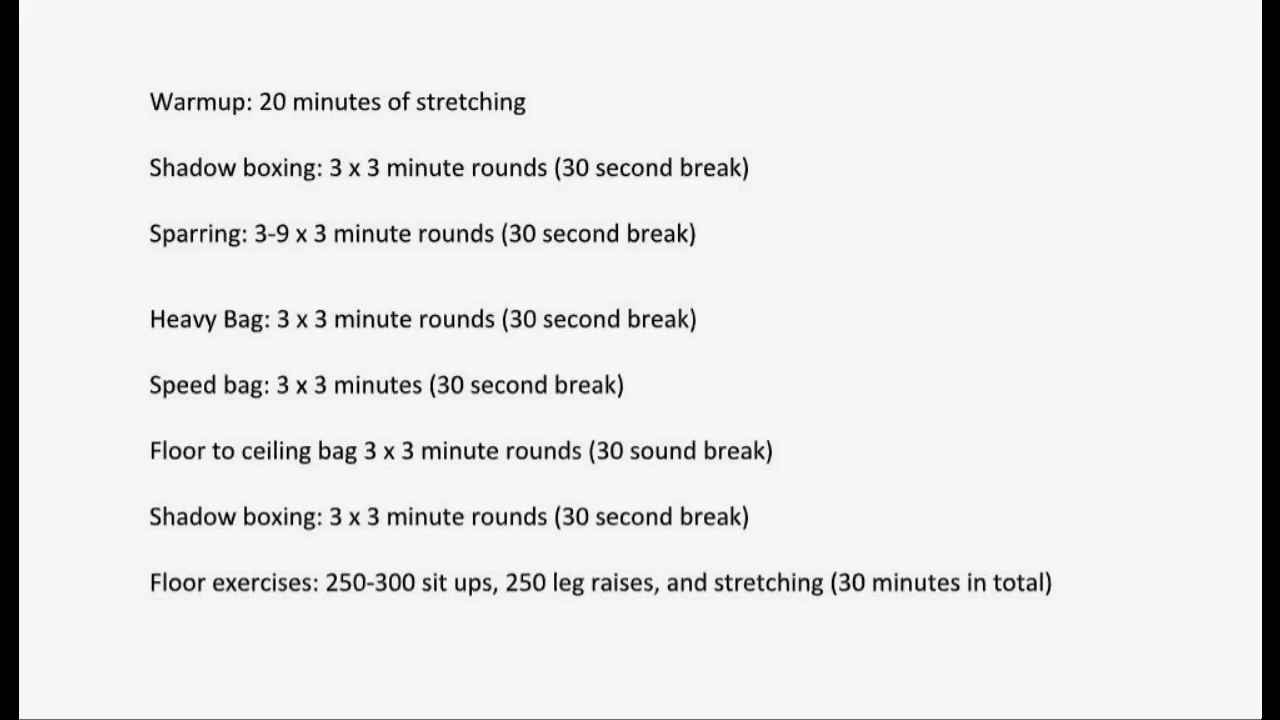 Warmup: 20 minutes of stretching
Shadow boxing: 3 x 3 minute rounds (30 second break)
Sparring: 3-9 x 3 minute rounds (30 second break)
Heavy Bag: 3 x 3 minute rounds (30 second break)
Speed bag: 3 x 3 minutes (30 second break)
Floor to ceiling bag 3 x 3 minute rounds (30 sound break)
Shadow boxing: 3 x 3 minute rounds (30 second break)
Floor exercises: 250-300 sit ups, 250 leg raises, and stretching (30 minutes in total)